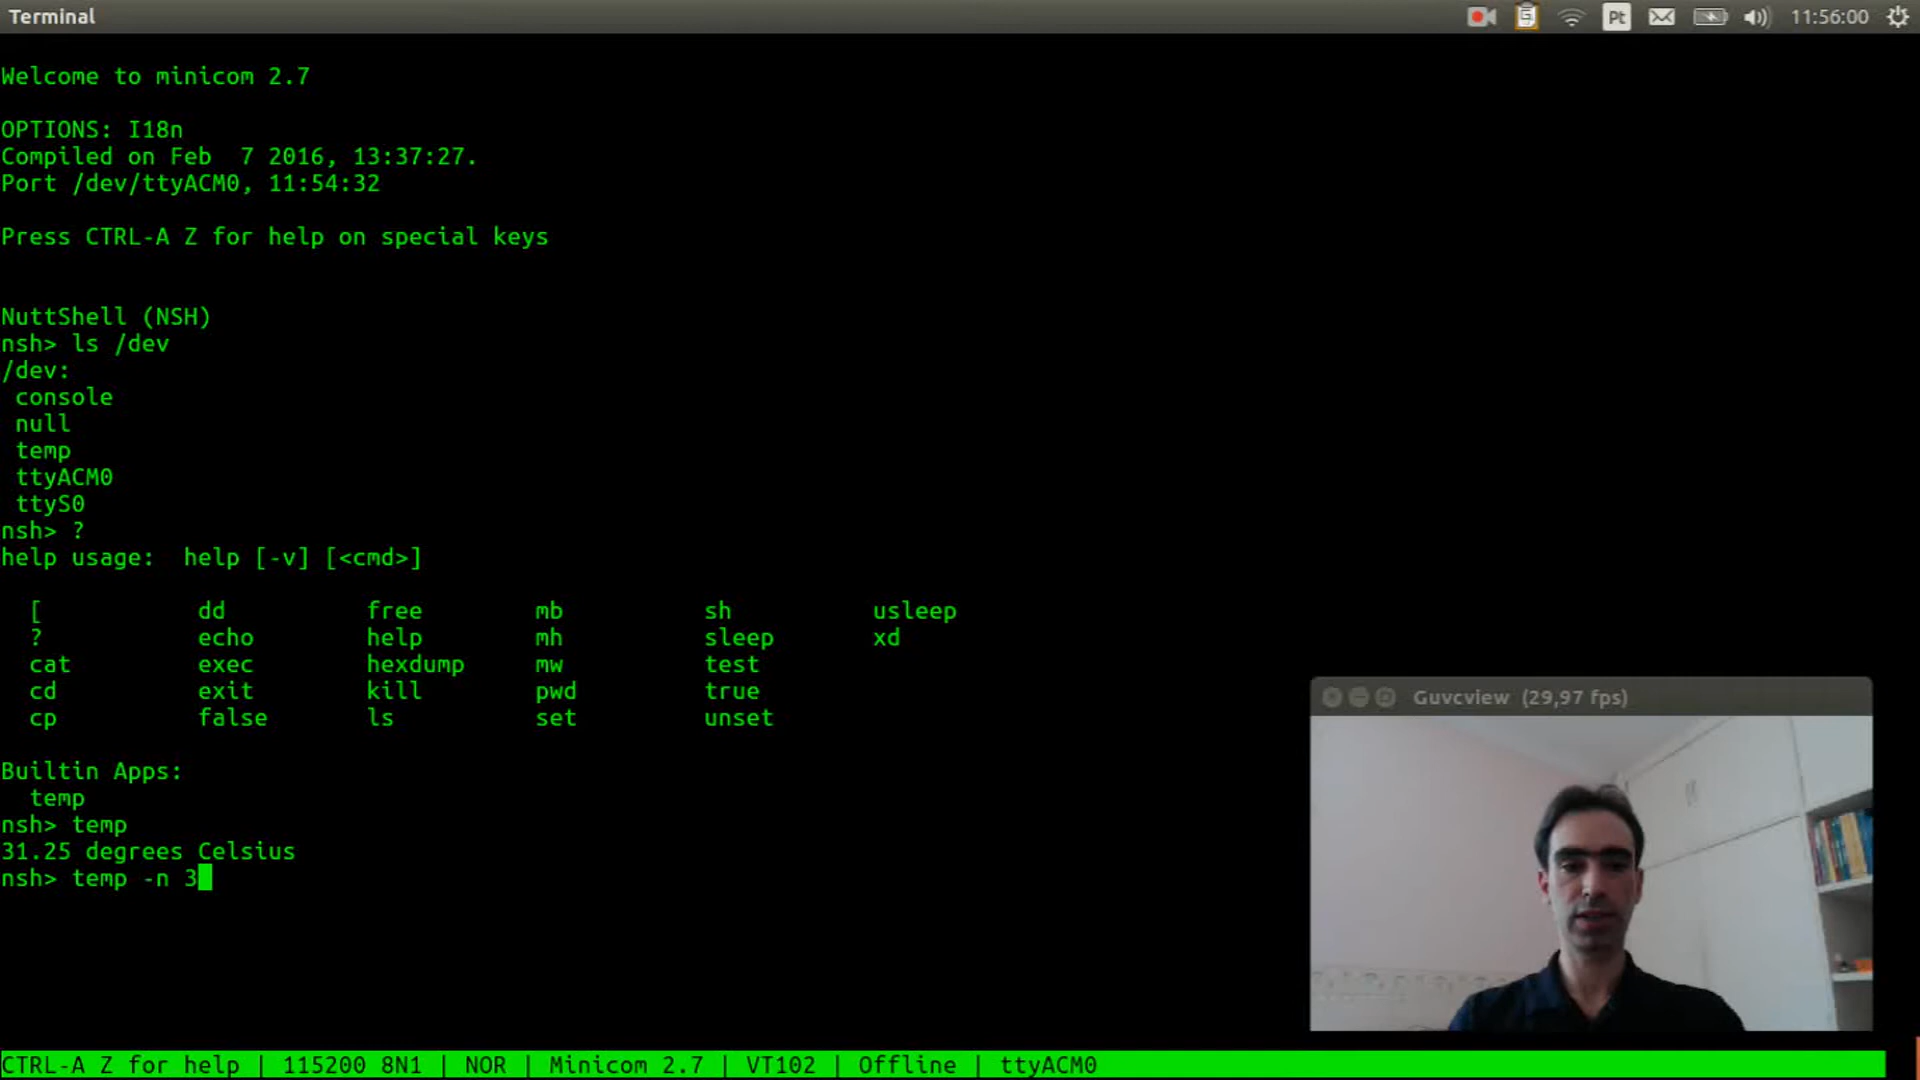 Terminal
Pt
11:56:00
Welcome to minicom 2.7
OPTIONS: I18n
Compiled on Feb  7 2016, 13:37:27.
Port /dev/ttyACM0, 11:54:32
Press CTRL-A Z for help on special keys
NuttShell (NSH)
nsh> ls /dev
/dev:
 console
 null
 temp
 ttyACM0
 ttyS0
nsh> ?
help usage:  help [-v] [<cmd>]
  [           dd          free        mb          sh          usleep
  ?           echo        help        mh          sleep       xd
  cat         exec        hexdump     mw          test
  cd          exit        kill        pwd         true
  cp          false       ls          set         unset
Builtin Apps:
  temp
nsh> temp
31.25 degrees Celsius
nsh> temp -n 3
Guvcview (29,97 fps)
CTRL-A Z for help | 115200 8N1 | NOR | Minicom 2.7 | VT102 | Offline | ttyACM0